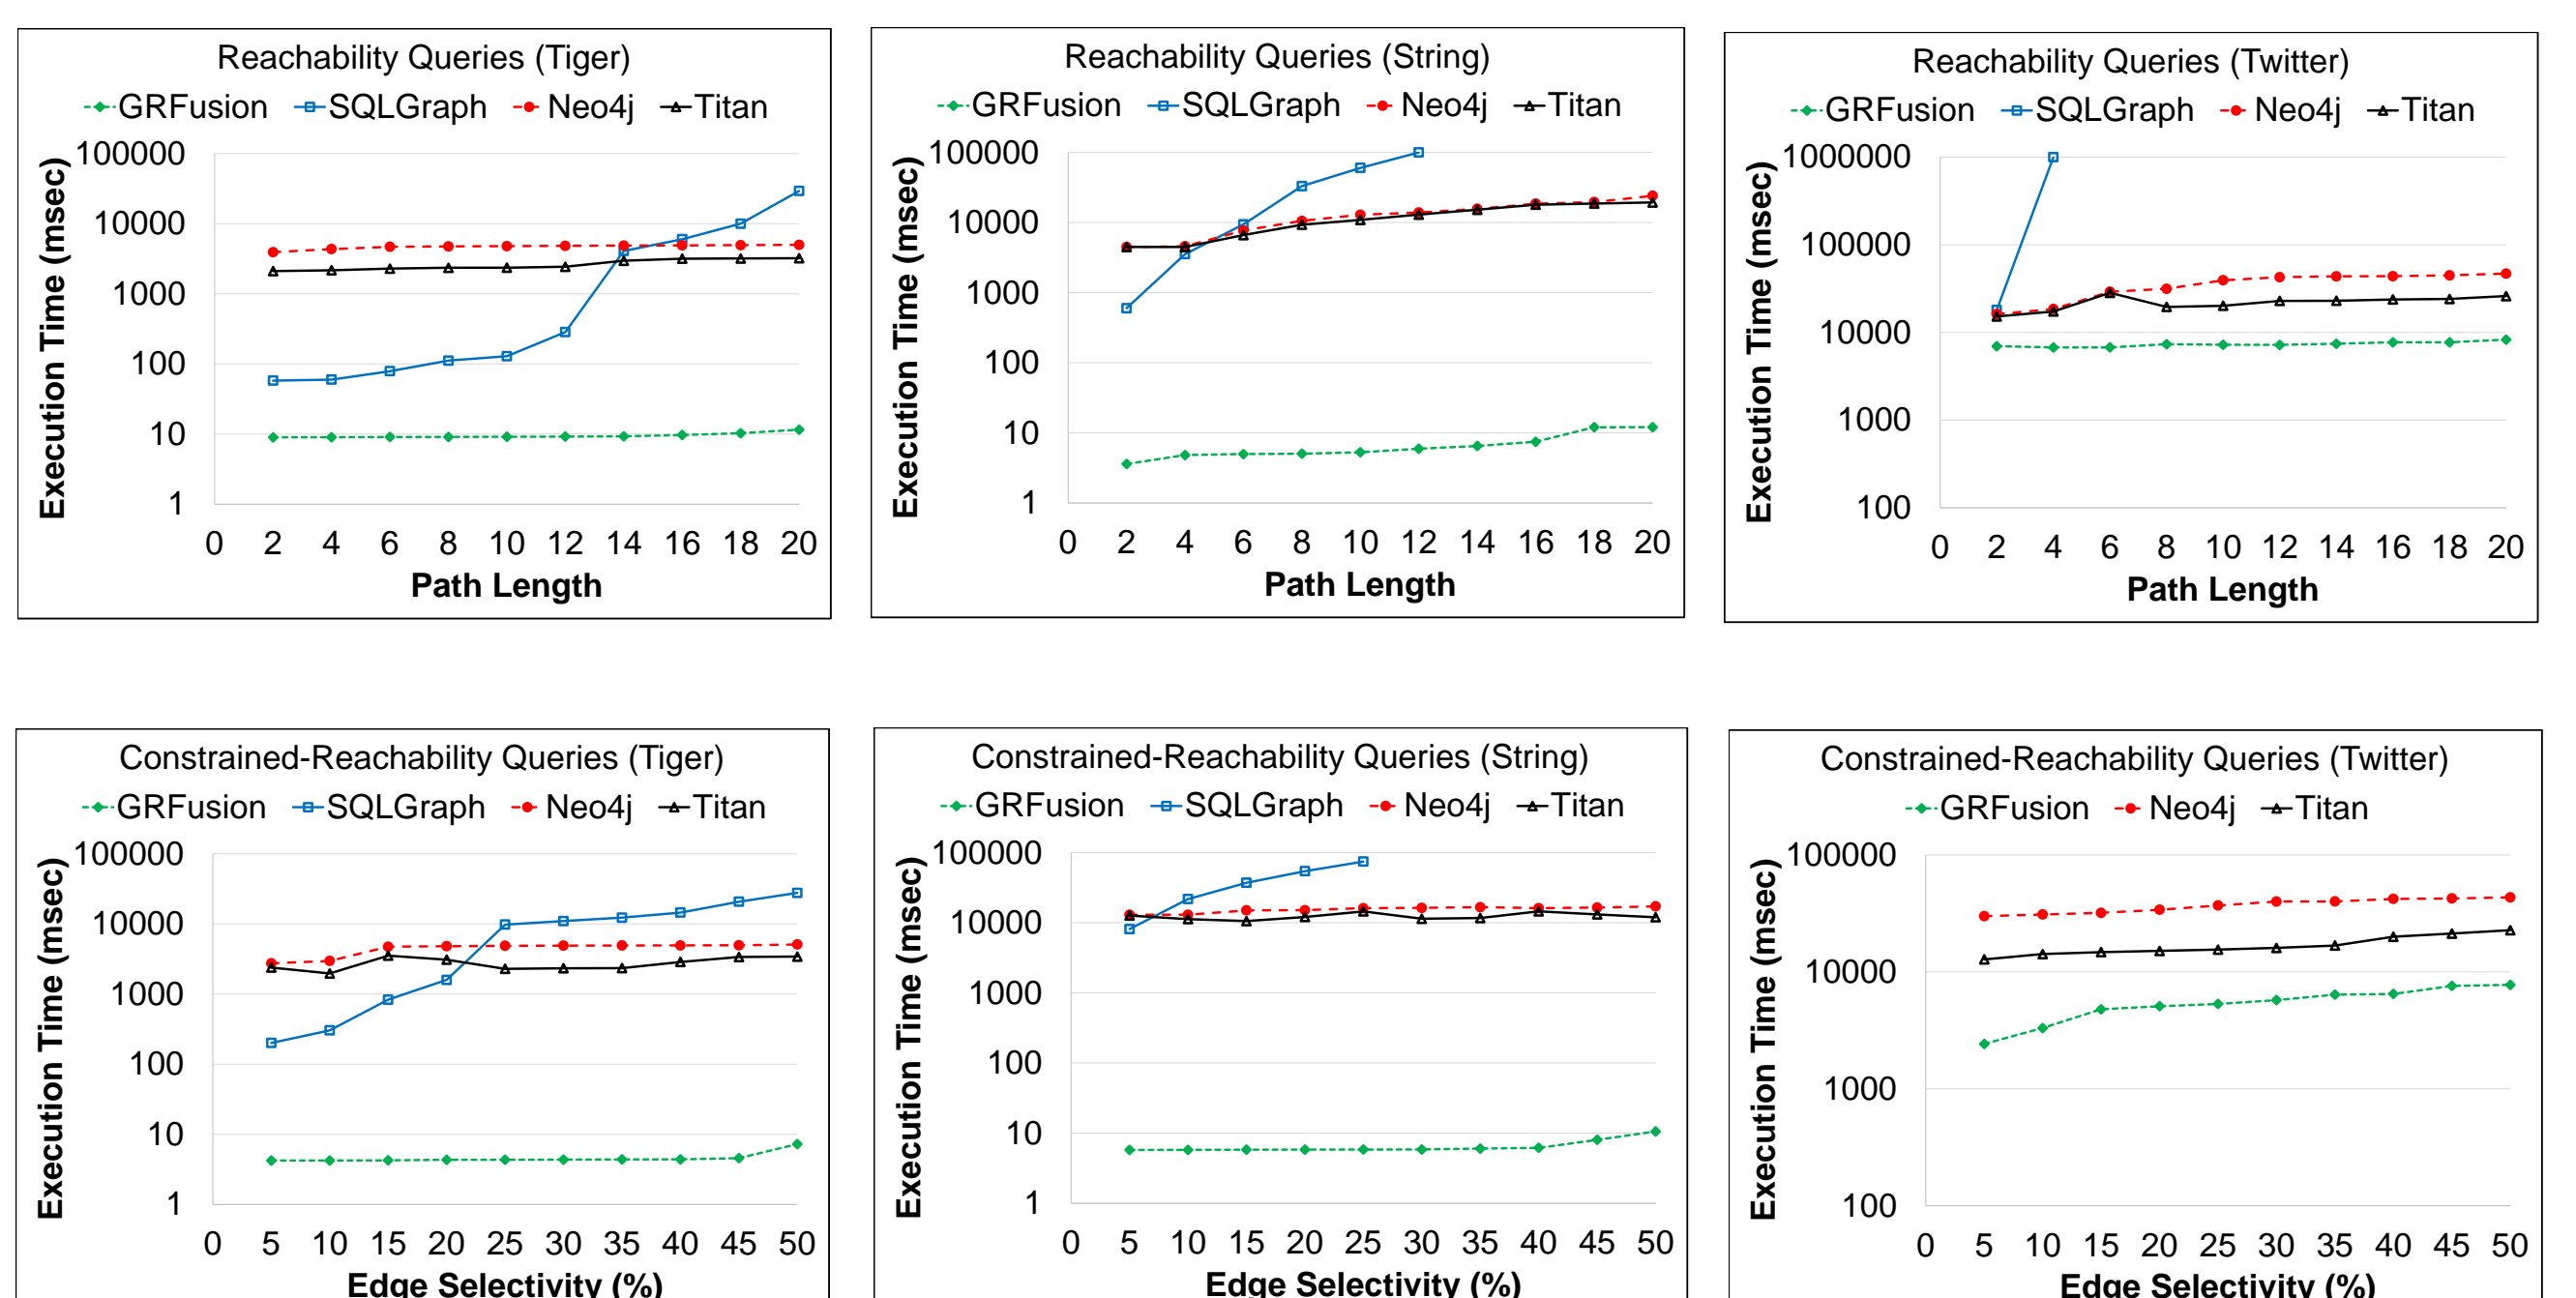 Reachability Queries (Tiger)
GRFusion SQLGraph Neo4j Titan
Execution Time (msec)
100000
10000
1000
100
10
1
0 2 4 6 8 10 12 14 16 18 20
Path Length
Reachability Queries (String)
GRFusion SQLGraph Neo4j Titan
Execution Time (msec)
100000
10000
1000
100
10
1
0 2 4 6 8 10 12 14 16 18 20
Path Length
Reachability Queries (Twitter)
GRFusion SQLGraph Neo4j Titan
Execution Time (msec)
1000000
100000
10000
1000
100
0 2 4 6 8 10 12 14 16 18 20
Path Length
Constrained-Reachability Queries (Tiger)
GRFusion SQLGraph Neo4j Titan
Execution Time (msec)
100000
10000
1000
100
10
1
0 5 10 15 20 25 30 35 40 45 50
Edge Selectivity (%)
Constrained-Reachability Queries (String)
GRFusion SQLGraph Neo4j Titan
Execution Time (msec)
100000
10000
1000
100
10
1
0 5 10 15 20 25 30 35 40 45 50
Edge Selectivity (%)
Constrained-Reachability Queries (Twitter)
GRFusion Neo4j Titan
Execution Time (msec)
100000
10000
1000
100
0 5 10 15 20 25 30 35 40 45 50
Edge Selectivity (%)